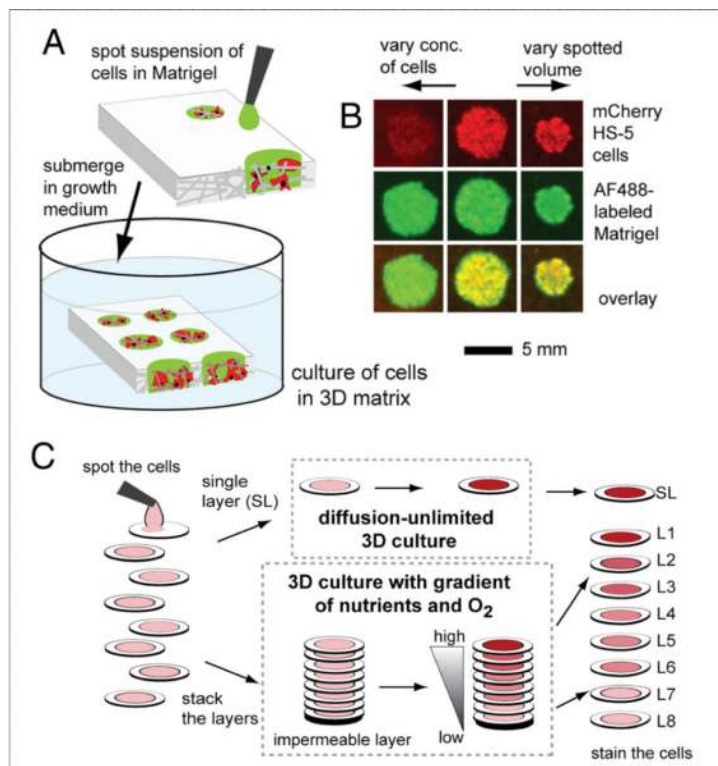 A
spot suspension of
cells in Matrigel
submerge
in growth
medium
culture of cells
in 3D matrix
vary conc.
of cells
vary spotted
volume
B
mCherry
HS-5
cells
AF488-
labeled
Matrigel
overlay
5 mm
C
spot the cells
single
layer (SL)
diffusion-unlimited
3D culture
SL
stack
the layers
3D culture with gradient
of nutrients and O₂
high
low
impermeable layer
L1
L2
L3
L4
L5
L6
L7
L8
stain the cells